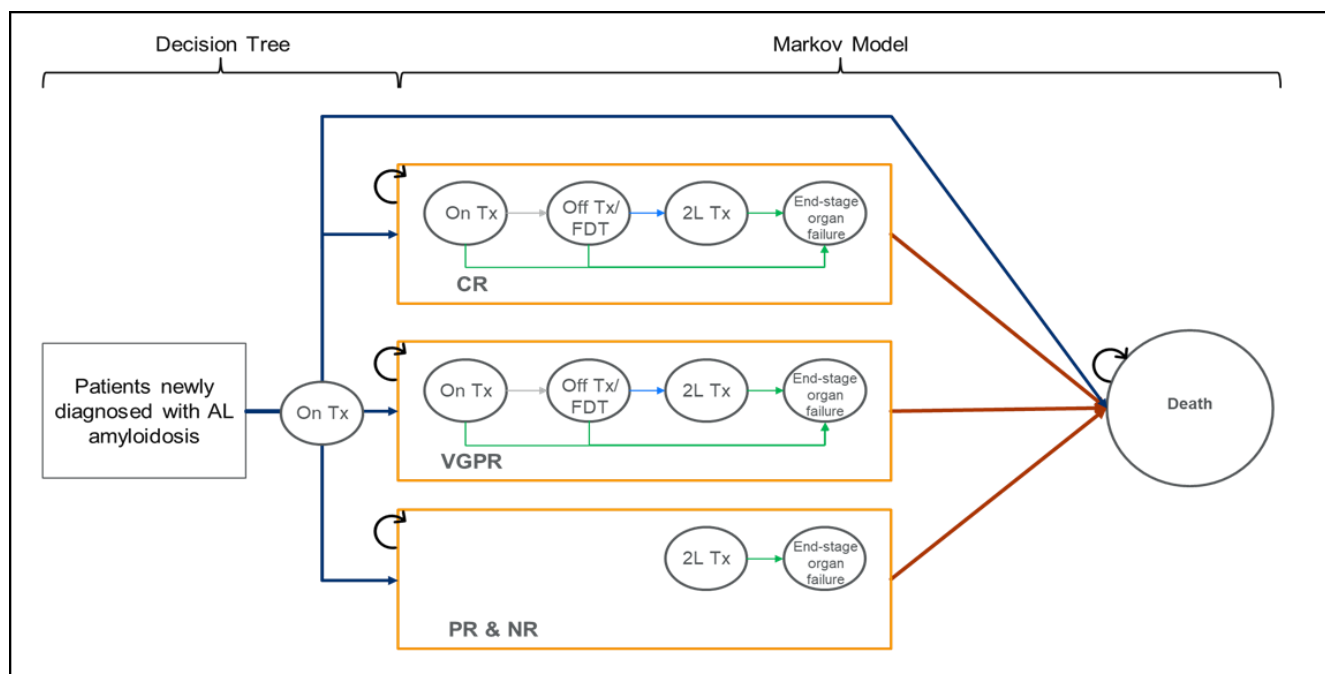 Decision Tree
Markov Model
On Tx
Off Tx/
FDT
2L Tx
End-stage
organ
failure
CR
Patients newly
diagnosed with AL
amyloidosis
On Tx
On Tx
Off Tx/
FDT
2L Tx
End-stage
organ
failure
VGPR
Death
2L Tx
End-stage
organ
failure
PR & NR